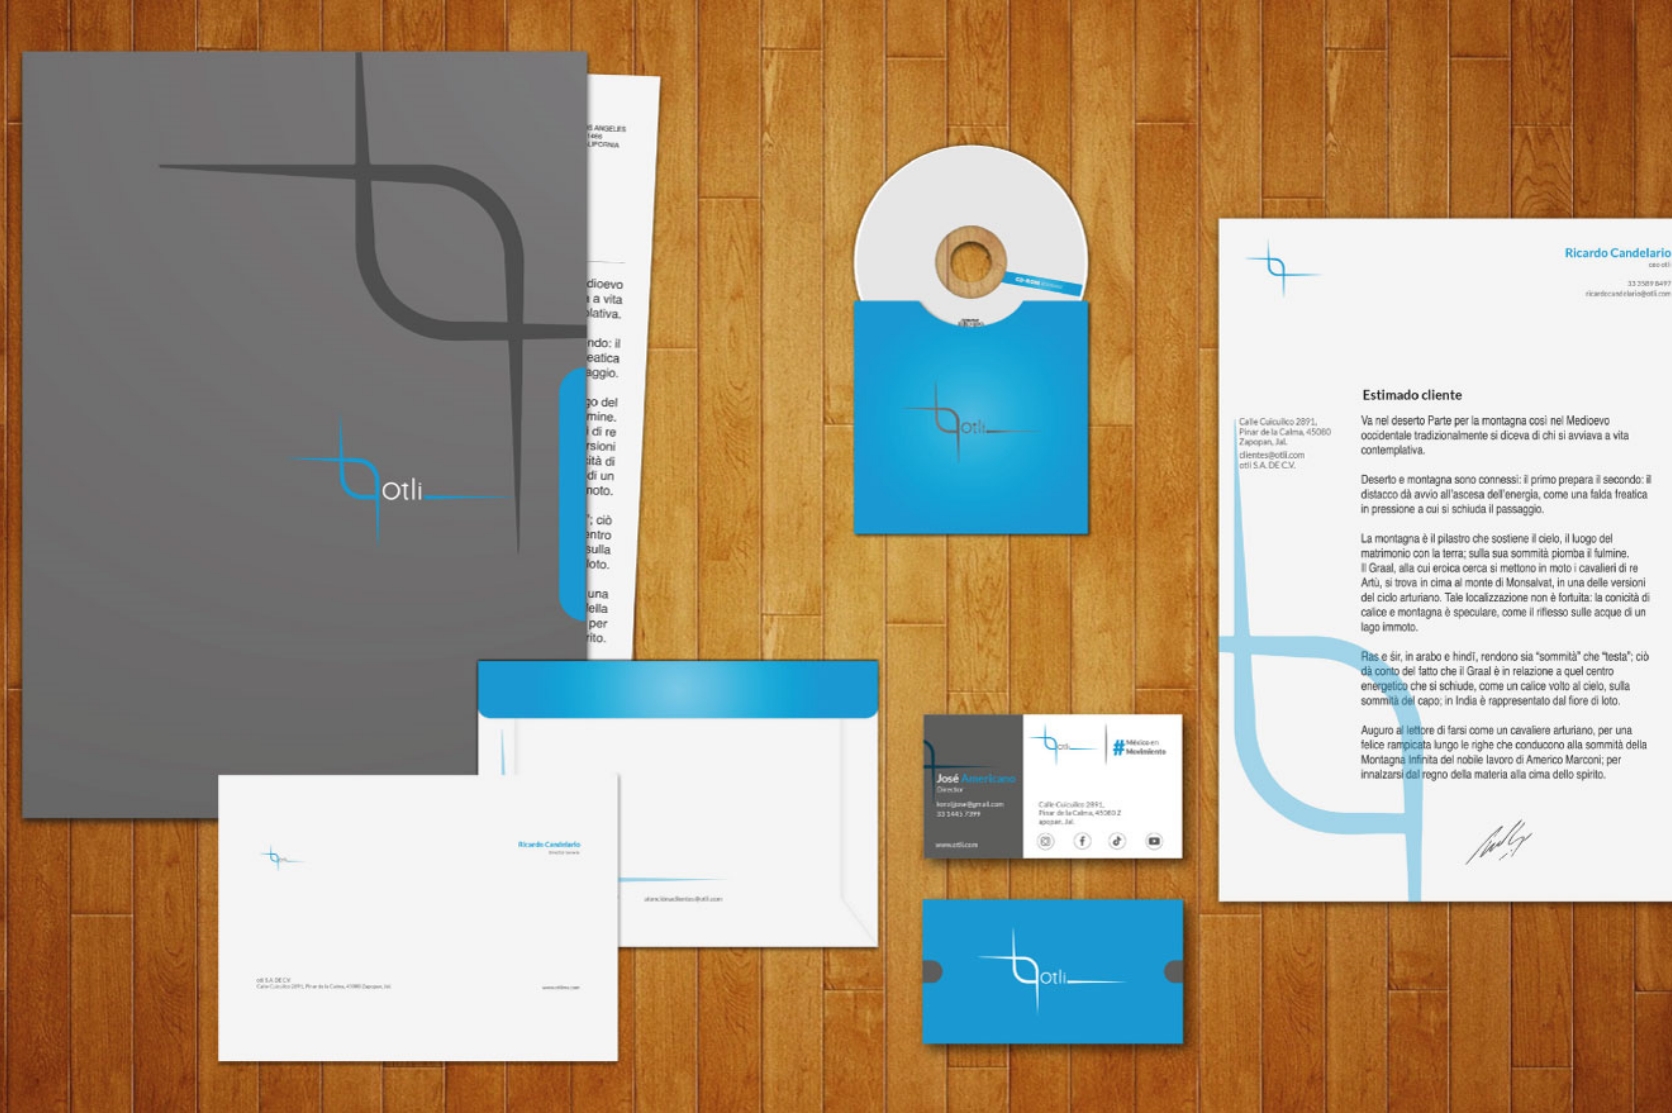 S ANGELES
1466
LIFORNIA
dioevo
a vita
plativa.
ndo: il
eatica
aggio.
go del
mine.
di re
rsioni
cità di
di un
noto.
"; ciò
entro
sulla
loto.
una
della
per
rito.
otli
CD-ROM
otli
Ricardo Candelario
ceo otli
33 3589 8497
ricardocandelario@otli.com
Estimado cliente
Calle Cuicuilco 2891,
Pinar de la Calma, 45080
Zapopan, Jal.
clientes@otli.com
otli S.A. DE C.V.
Va nel deserto Parte per la montagna così nel Medioevo
occidentale tradizionalmente si diceva di chi si avviava a vita
contemplativa.
Deserto e montagna sono connessi: il primo prepara il secondo: il
distacco dà avvio all'ascesa dell'energia, come una falda freatica
in pressione a cui si schiuda il passaggio.
La montagna è il pilastro che sostiene il cielo, il luogo del
matrimonio con la terra; sulla sua sommità piomba il fulmine.
Il Graal, alla cui eroica cerca si mettono in moto i cavalieri di re
Artù, si trova in cima al monte di Monsalvat, in una delle versioni
del ciclo arturiano. Tale localizzazione non è fortuita: la conicità di
calice e montagna è speculare, come il riflesso sulle acque di un
lago immoto.
Ras e śir, in arabo e hindī, rendono sia “sommità” che “testa”; ciò
dà conto del fatto che il Graal è in relazione a quel centro
energetico che si schiude, come un calice volto al cielo, sulla
sommità del capo; in India è rappresentato dal fiore di loto.
Auguro al lettore di farsi come un cavaliere arturiano, per una
felice rampicata lungo le righe che conducono alla sommità della
Montagna Infinita del nobile lavoro di Americo Marconi; per
innalzarsi dal regno della materia alla cima dello spirito.
otli
Ricardo Candelario
otli S.A. DE C.V.
Calle Cuicuilco 2891, Pinar de la Calma, 45080 Zapopan, Jal.
atencionaclientes@otli.com
José Americano
Director
33 1445 7399
www.otli.com
otli
#México en
Movimiento
Calle Cuicuilco 2891,
Pinar de la Calma, 45080 Z
apopan, Jal.
otli